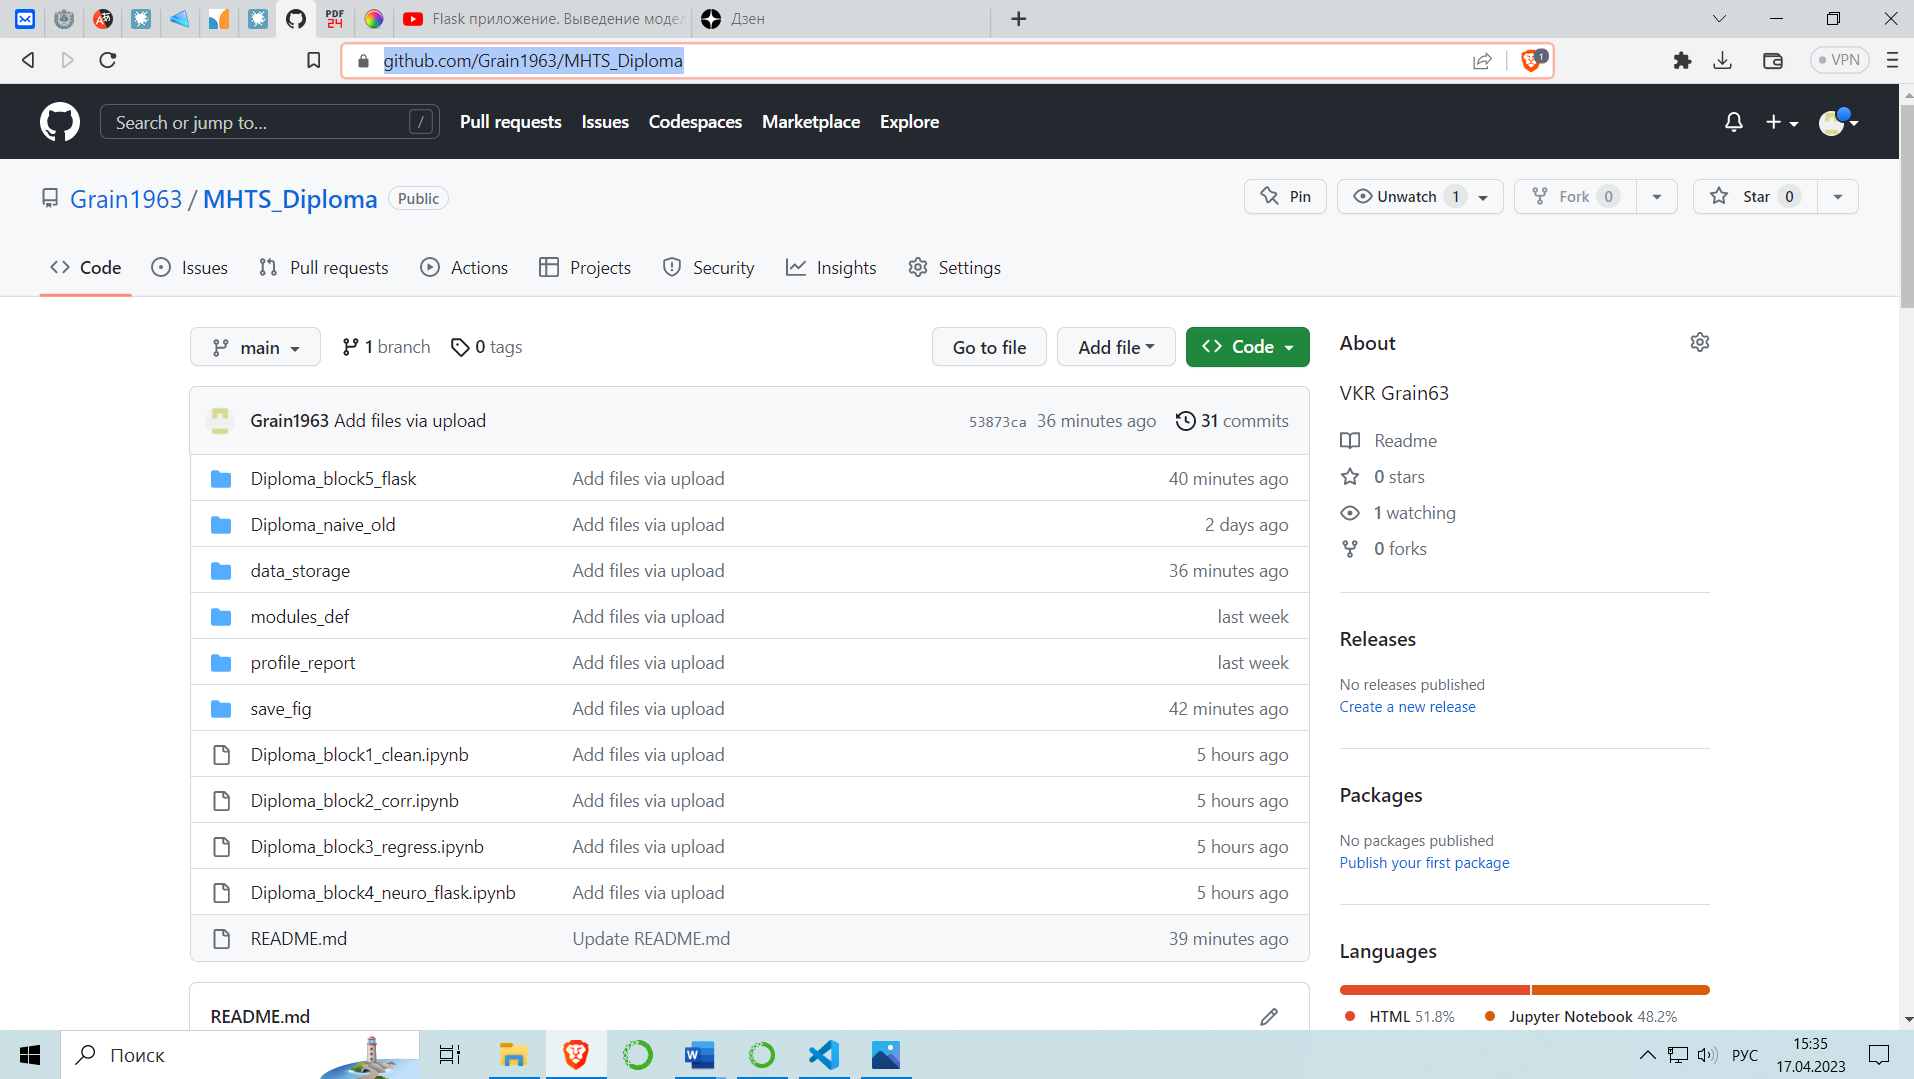 PDF 24
Flask приложение. Выведение модел
Дзен
github.com/Grain1963/MHTS_Diploma
1
VPN
Search or jump to...
/
Pull requests
Issues
Codespaces
Marketplace
Explore
Grain1963 / MHTS_Diploma Public
Pin
Unwatch 1
Fork 0
Star 0
Code
Issues
Pull requests
Actions
Projects
Security
Insights
Settings
main
1 branch
0 tags
Go to file
Add file
Code
Grain1963 Add files via upload 53873ca 36 minutes ago 31 commits
Diploma_block5_flask Add files via upload 40 minutes ago
Diploma_naive_old Add files via upload 2 days ago
data_storage Add files via upload 36 minutes ago
modules_def Add files via upload last week
profile_report Add files via upload last week
save_fig Add files via upload 42 minutes ago
Diploma_block1_clean.ipynb Add files via upload 5 hours ago
Diploma_block2_corr.ipynb Add files via upload 5 hours ago
Diploma_block3_regress.ipynb Add files via upload 5 hours ago
Diploma_block4_neuro_flask.ipynb Add files via upload 5 hours ago
README.md Update README.md 39 minutes ago
README.md
About
VKR Grain63
Readme
0 stars
1 watching
0 forks
Releases
No releases published
Create a new release
Packages
No packages published
Publish your first package
Languages
HTML 51.8%
Jupyter Notebook 48.2%
Поиск
РУС
15:35
17.04.2023